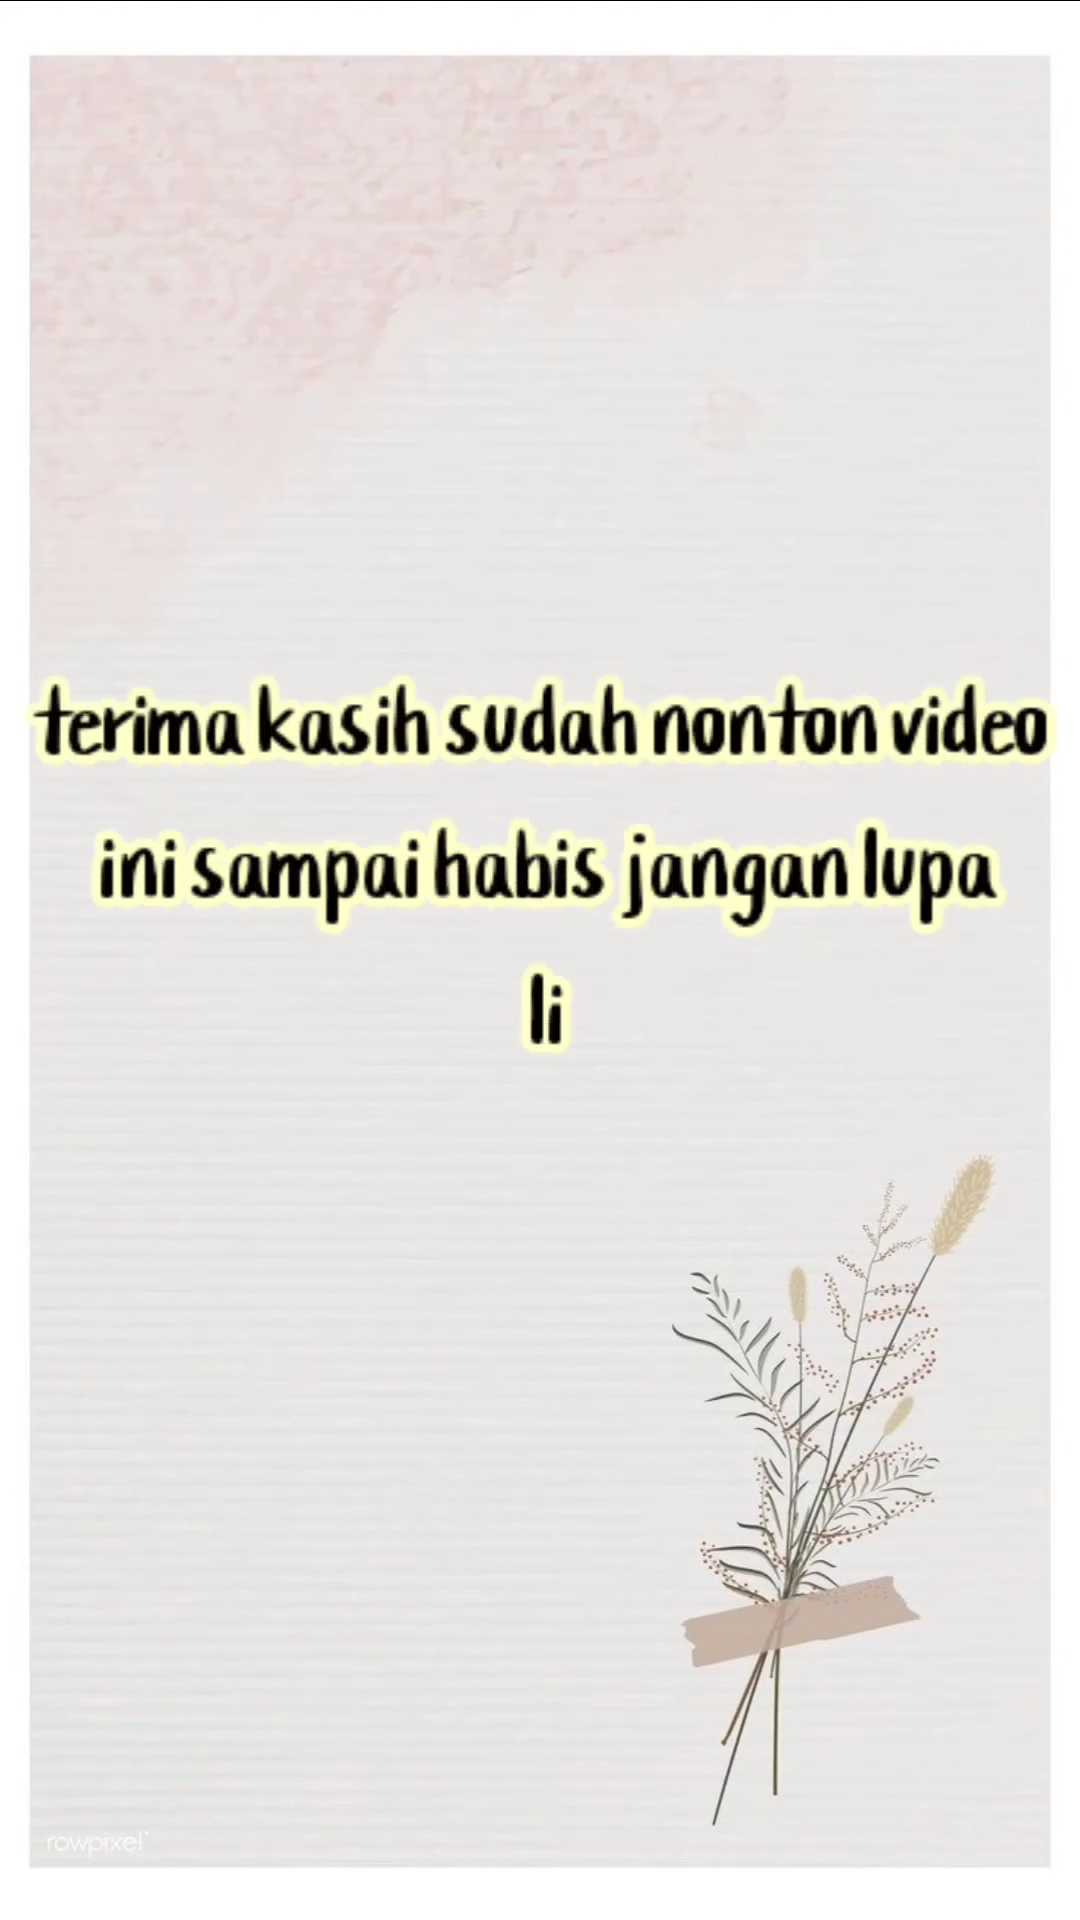 terima kasih sudah nonton video
ini sampai habis jangan lupa
li
rawpixel